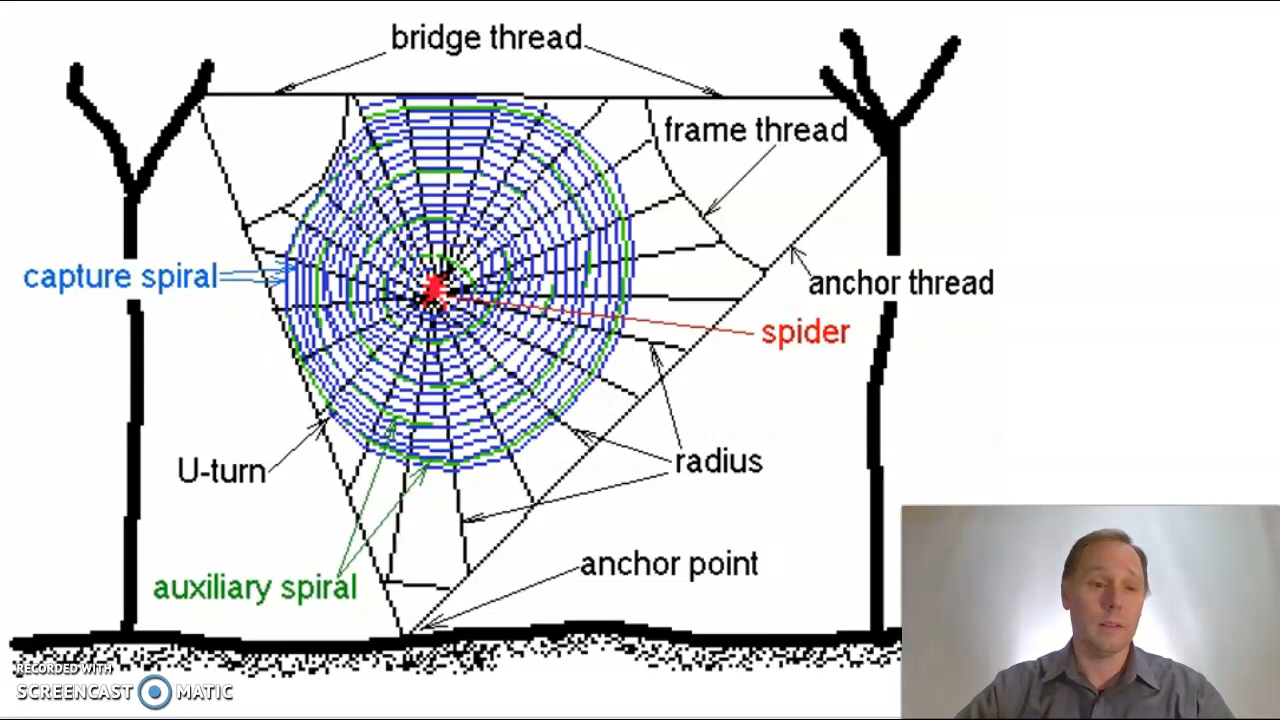 bridge thread
frame thread
capture spiral
anchor thread
spider
U-turn
radius
anchor point
auxiliary spiral
RECORDED WITH
SCREENCAST MATIC